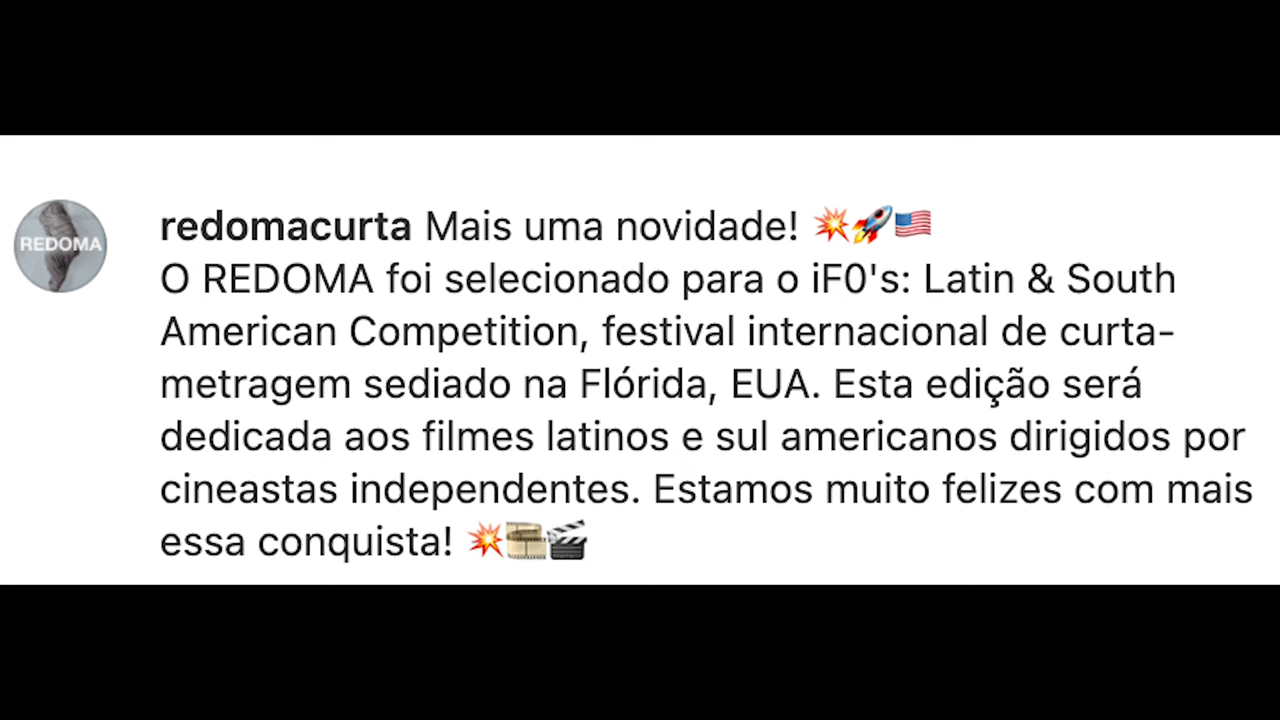 REDOMA
redomacurta Mais uma novidade! 💥🚀🇺🇸
O REDOMA foi selecionado para o iF0's: Latin & South
American Competition, festival internacional de curta-
metragem sediado na Flórida, EUA. Esta edição será
dedicada aos filmes latinos e sul americanos dirigidos por
cineastas independentes. Estamos muito felizes com mais
essa conquista! 💥🎞️🎬